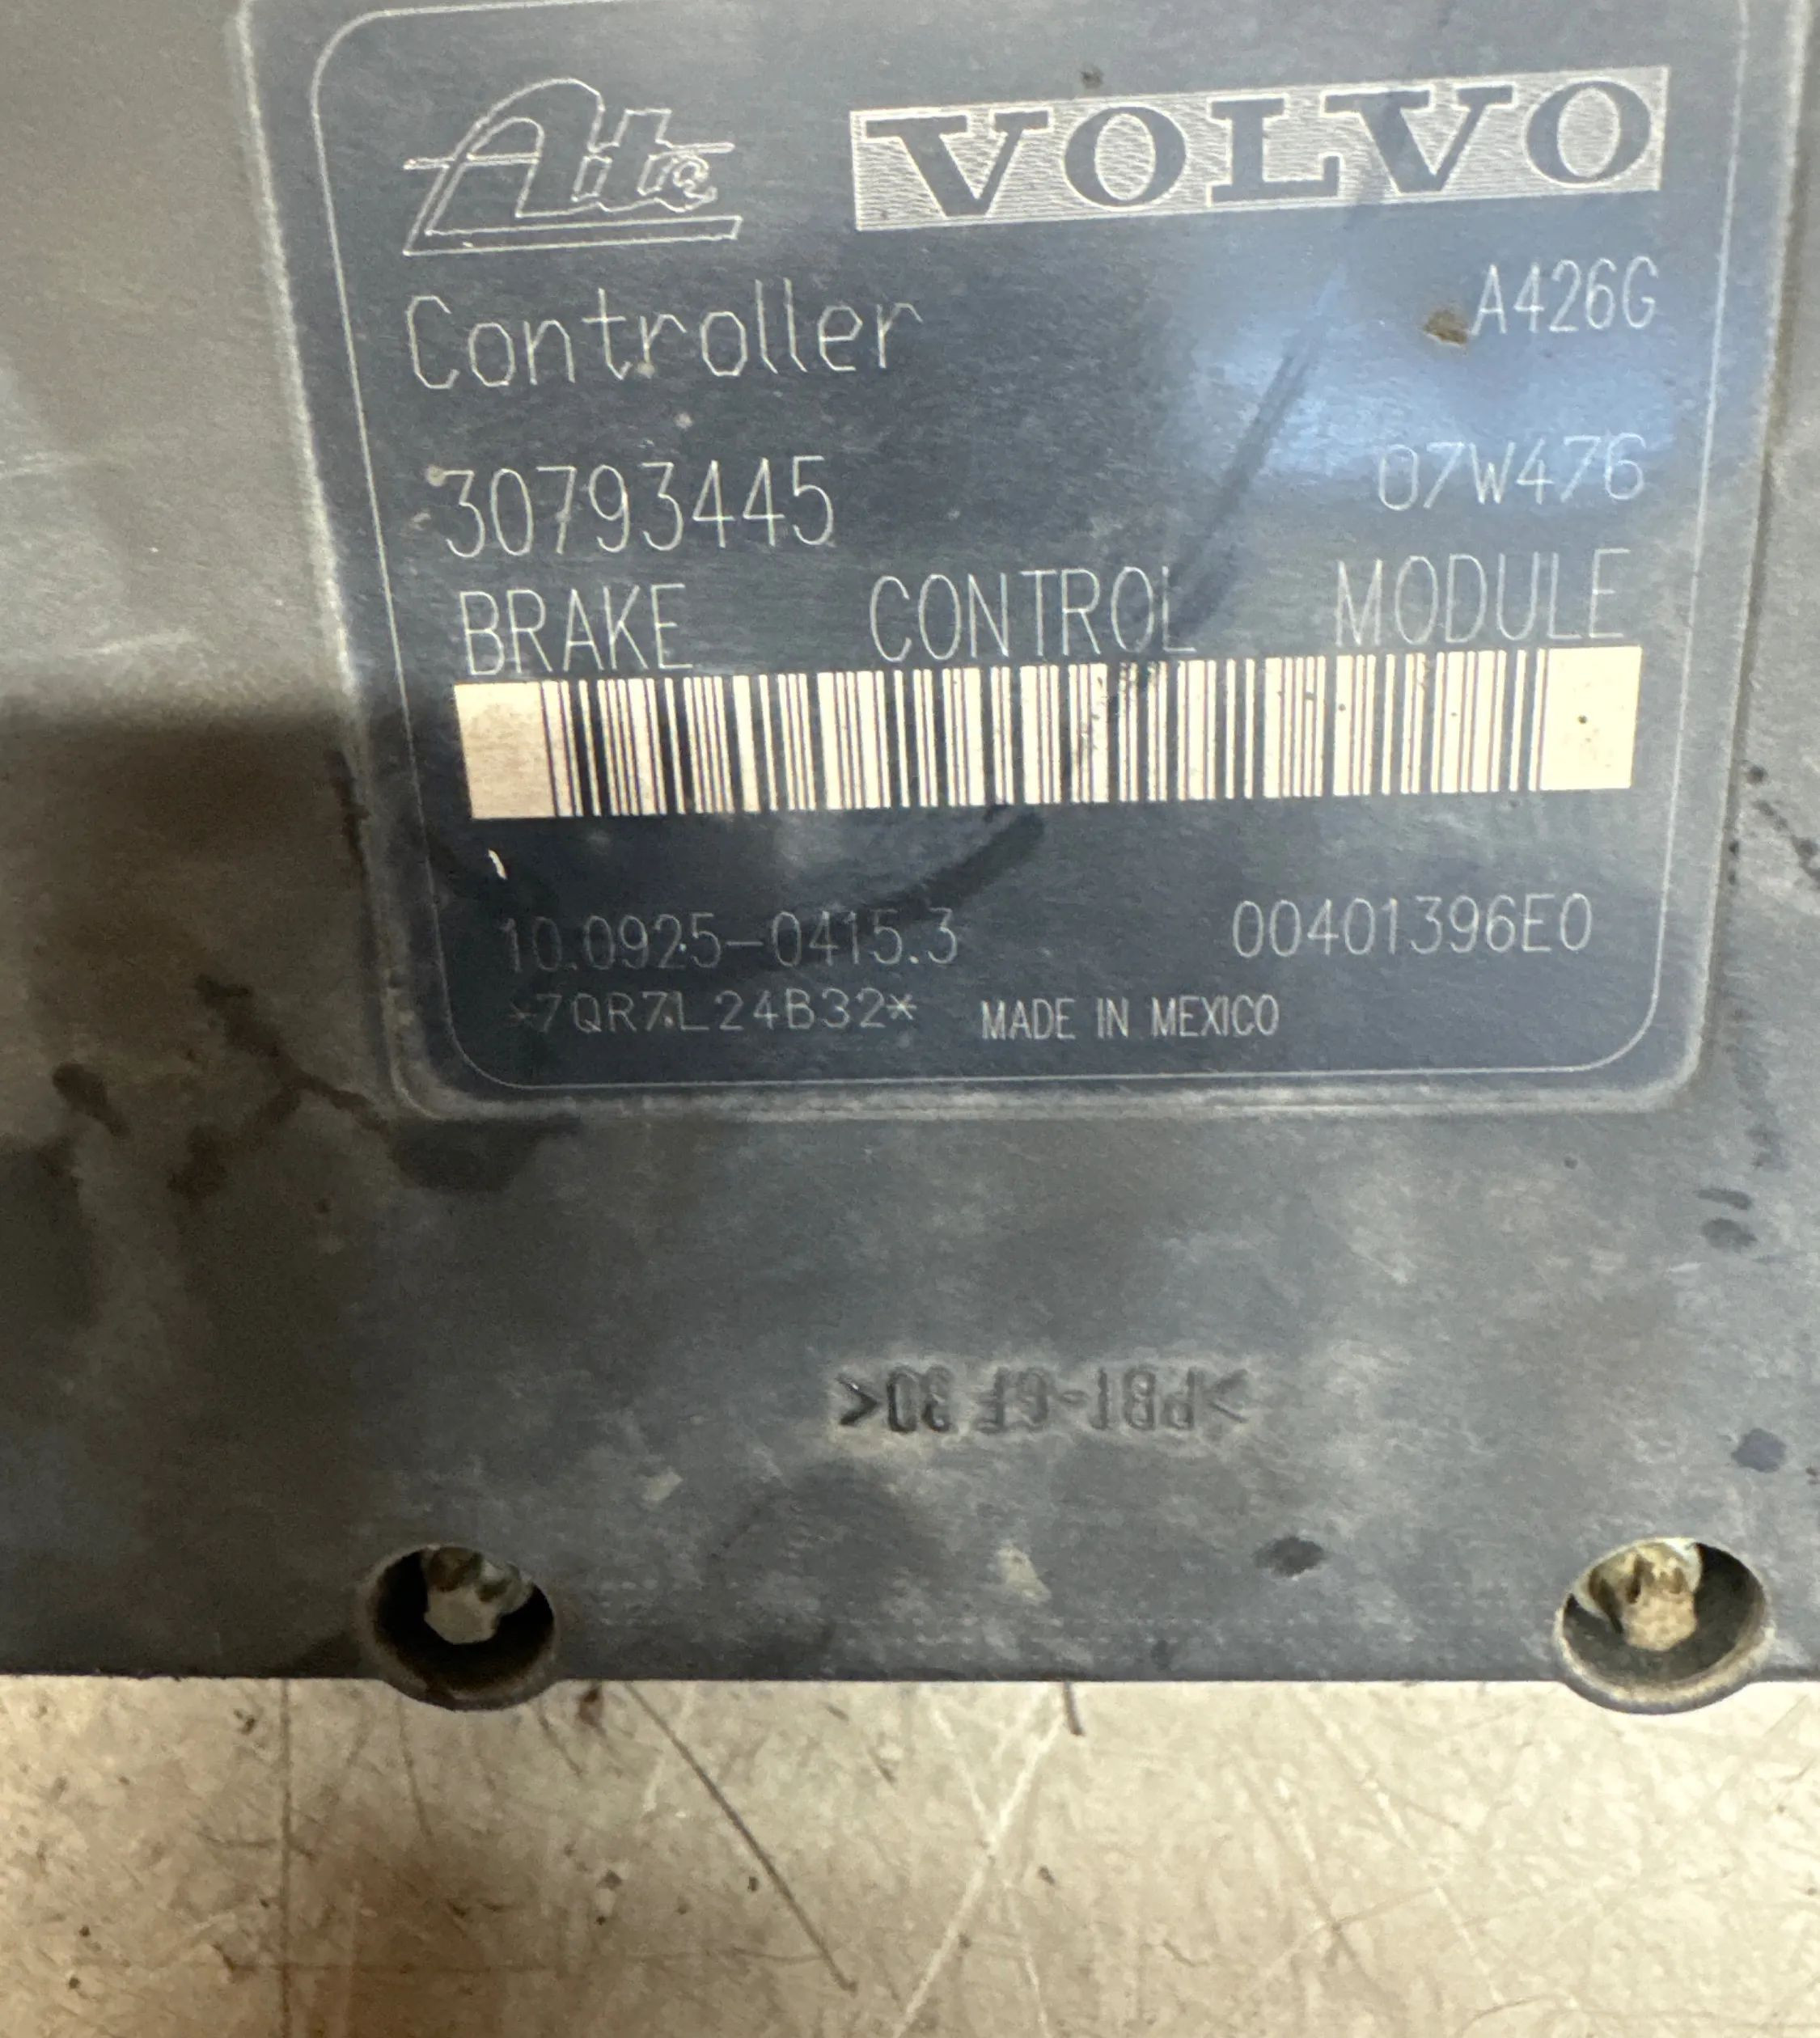 Ate VOLVO
Controller A426G
30793445 07W476
BRAKE CONTROL MODULE
10.0925-0415.3 00401396E0
*7QR7L24B32* MADE IN MEXICO
>PBT-GF 30<